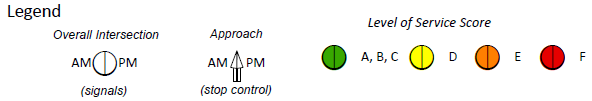 Legend
Overall Intersection
AM PM
(signals)
Approach
AM PM
(stop control)
Level of Service Score
A, B, C D E F